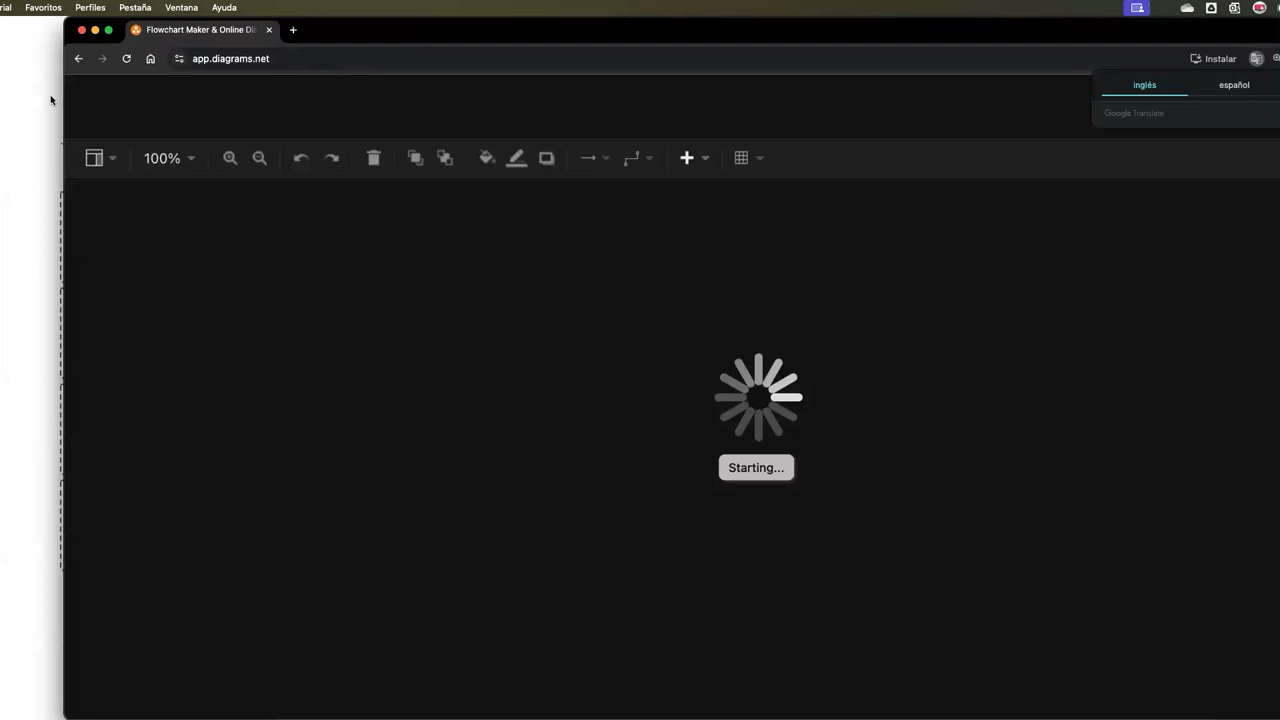 rial Favoritos Perfiles Pestaña Ventana Ayuda
Flowchart Maker & Online Dia
app.diagrams.net
Instalar
inglés español
Google Translate
100%
Starting...